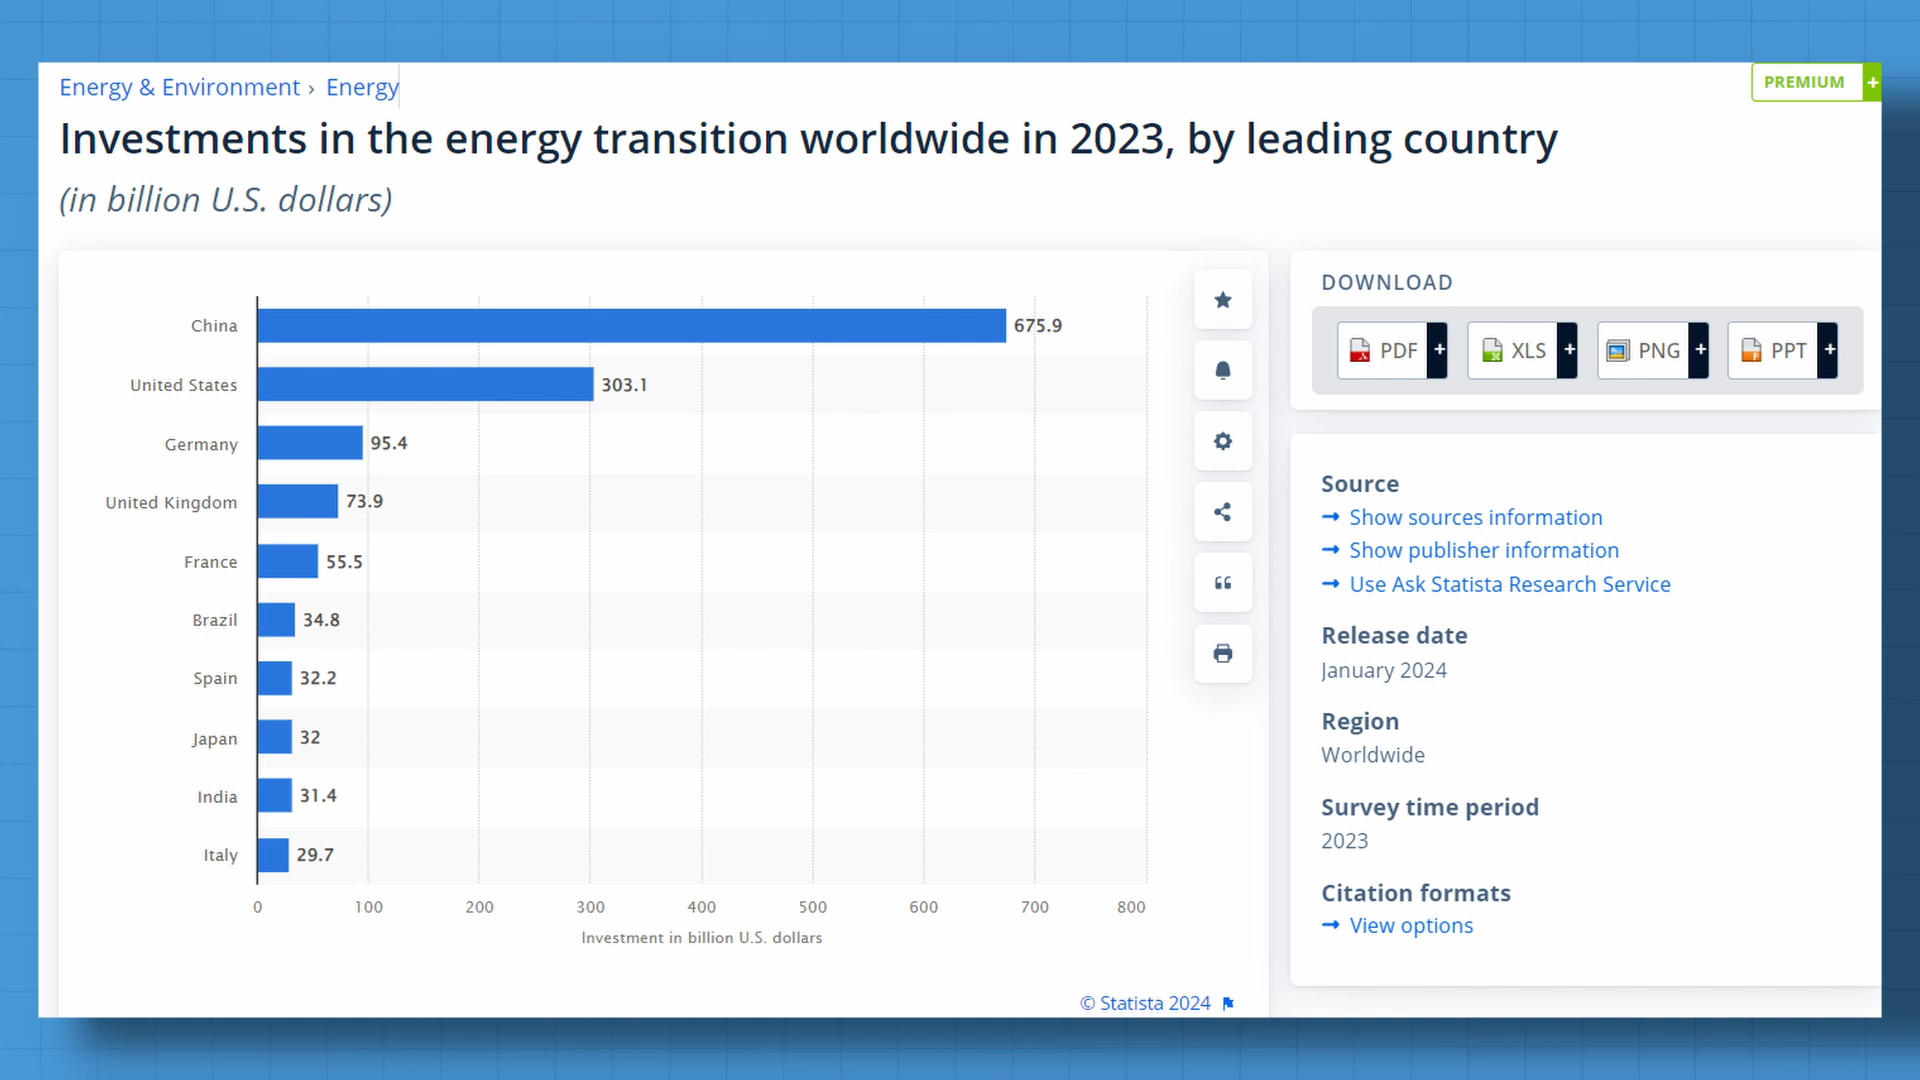 Energy & Environment › Energy
PREMIUM +
Investments in the energy transition worldwide in 2023, by leading country
(in billion U.S. dollars)
China 675.9
United States 303.1
Germany 95.4
United Kingdom 73.9
France 55.5
Brazil 34.8
Spain 32.2
Japan 32
India 31.4
Italy 29.7
0 100 200 300 400 500 600 700 800
Investment in billion U.S. dollars
© Statista 2024
DOWNLOAD
PDF + XLS + PNG + PPT +
Source
→ Show sources information
→ Show publisher information
→ Use Ask Statista Research Service
Release date
January 2024
Region
Worldwide
Survey time period
2023
Citation formats
→ View options